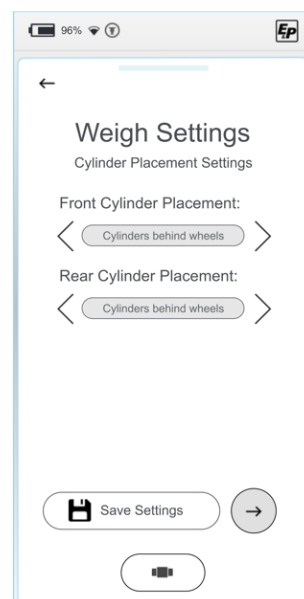 96%
E&P
Weigh Settings
Cylinder Placement Settings
Front Cylinder Placement:
Cylinders behind wheels
Rear Cylinder Placement:
Cylinders behind wheels
Save Settings